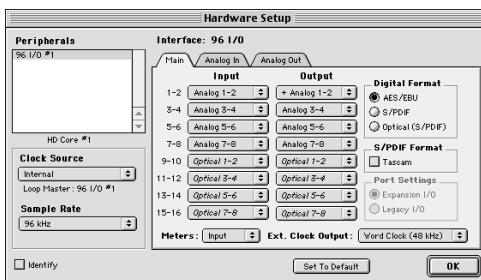 Hardware Setup
Peripherals
96 I/O #1
HD Core #1
Clock Source
Internal
Loop Master : 96 I/O #1
Sample Rate
96 kHz
Identify
Interface: 96 I/O
Main Analog In Analog Out
Input Output
1-2 Analog 1-2 + Analog 1-2
3-4 Analog 3-4 Analog 3-4
5-6 Analog 5-6 Analog 5-6
7-8 Analog 7-8 Analog 7-8
9-10 Optical 1-2 Optical 1-2
11-12 Optical 3-4 Optical 3-4
13-14 Optical 5-6 Optical 5-6
15-16 Optical 7-8 Optical 7-8
Digital Format
AES/EBU
S/PDIF
Optical (S/PDIF)
S/PDIF Format
Tascam
Port Settings
Expansion I/O
Legacy I/O
Meters: Input Ext. Clock Output: Word Clock (48 kHz)
Set To Default OK